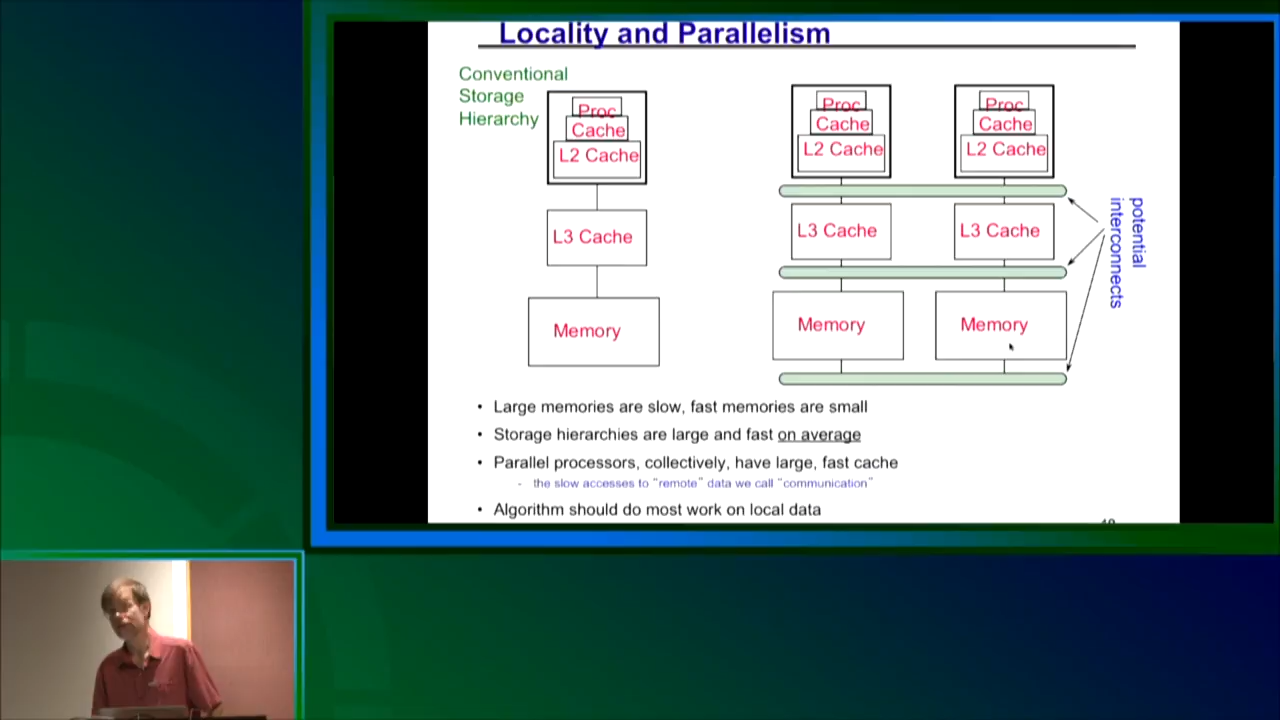 Locality and Parallelism
Conventional
Storage
Hierarchy
Proc
Cache
L2 Cache
L3 Cache
Memory
Proc
Cache
L2 Cache
L3 Cache
Memory
Proc
Cache
L2 Cache
L3 Cache
Memory
potential
interconnects
• Large memories are slow, fast memories are small
• Storage hierarchies are large and fast on average
• Parallel processors, collectively, have large, fast cache
- the slow accesses to "remote" data we call "communication"
• Algorithm should do most work on local data